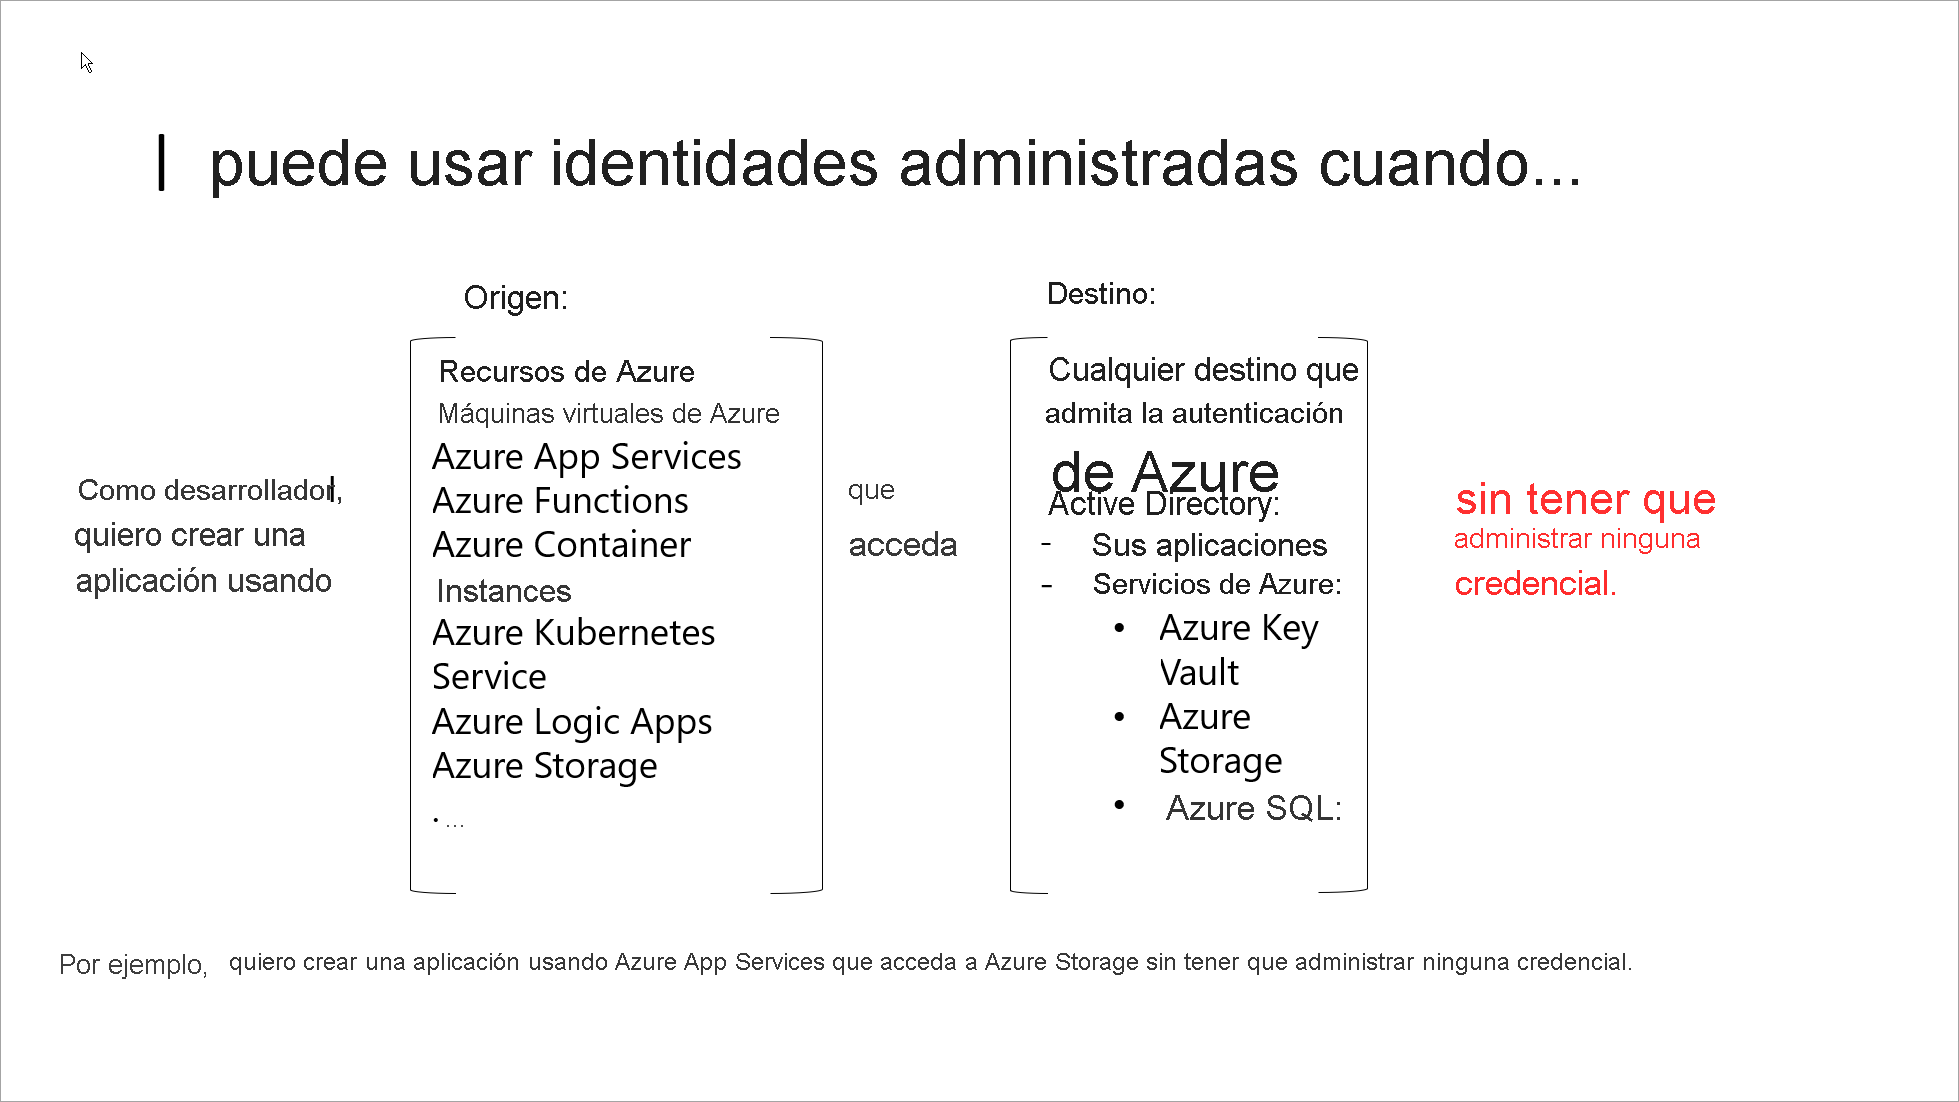 puede usar identidades administradas cuando...
Origen:
Destino:
Como desarrollador,
quiero crear una
aplicación usando
Recursos de Azure
Máquinas virtuales de Azure
Azure App Services
Azure Functions
Azure Container
Instances
Azure Kubernetes
Service
Azure Logic Apps
Azure Storage
. ...
que
acceda
Cualquier destino que
admita la autenticación
de Azure
Active Directory:
- Sus aplicaciones
- Servicios de Azure:
• Azure Key
Vault
• Azure
Storage
• Azure SQL:
sin tener que
administrar ninguna
credencial.
Por ejemplo, quiero crear una aplicación usando Azure App Services que acceda a Azure Storage sin tener que administrar ninguna credencial.